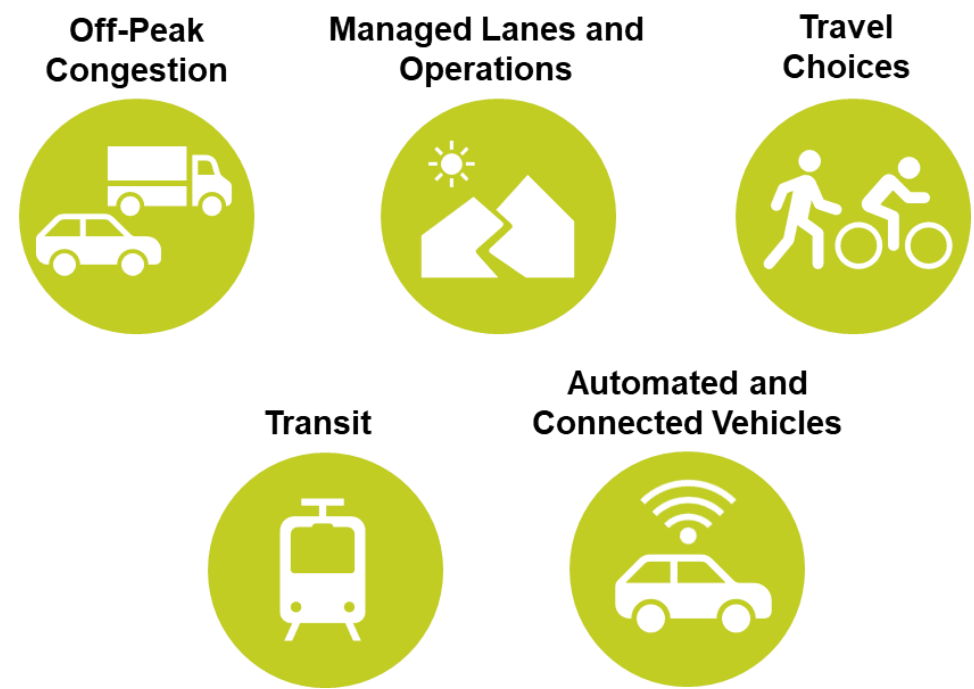 Off-Peak
Congestion
Managed Lanes and
Operations
Travel
Choices
Transit
Automated and
Connected Vehicles